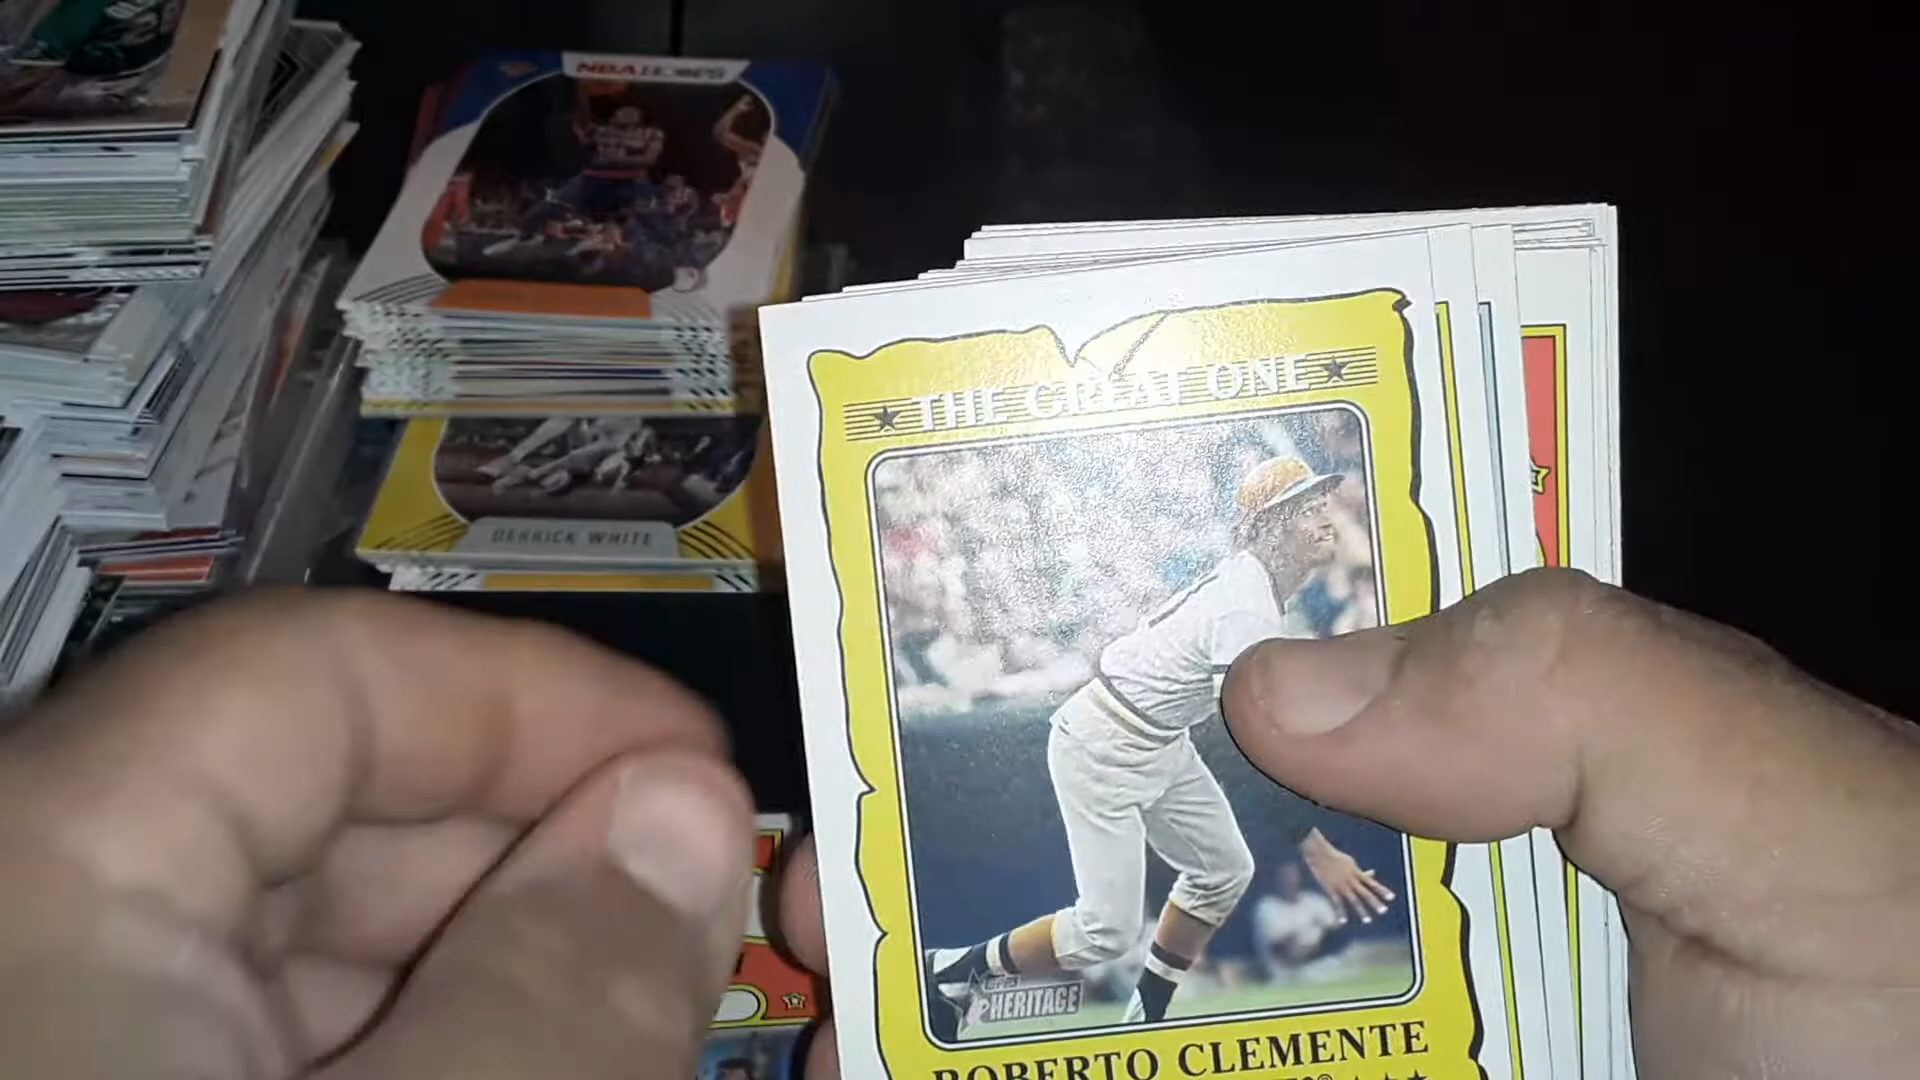 NBA HOOPS
DERRICK WHITE
THE GREAT ONE
TOPPS
HERITAGE
ROBERTO CLEMENTE